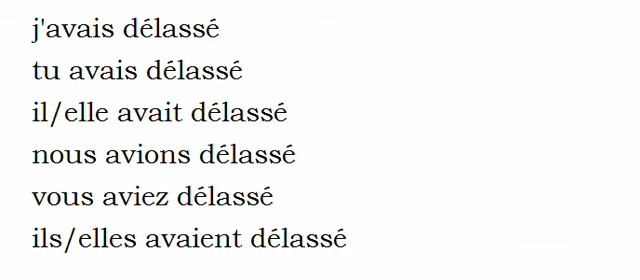 j'avais délassé
tu avais délassé
il/elle avait délassé
nous avions délassé
vous aviez délassé
ils/elles avaient délassé